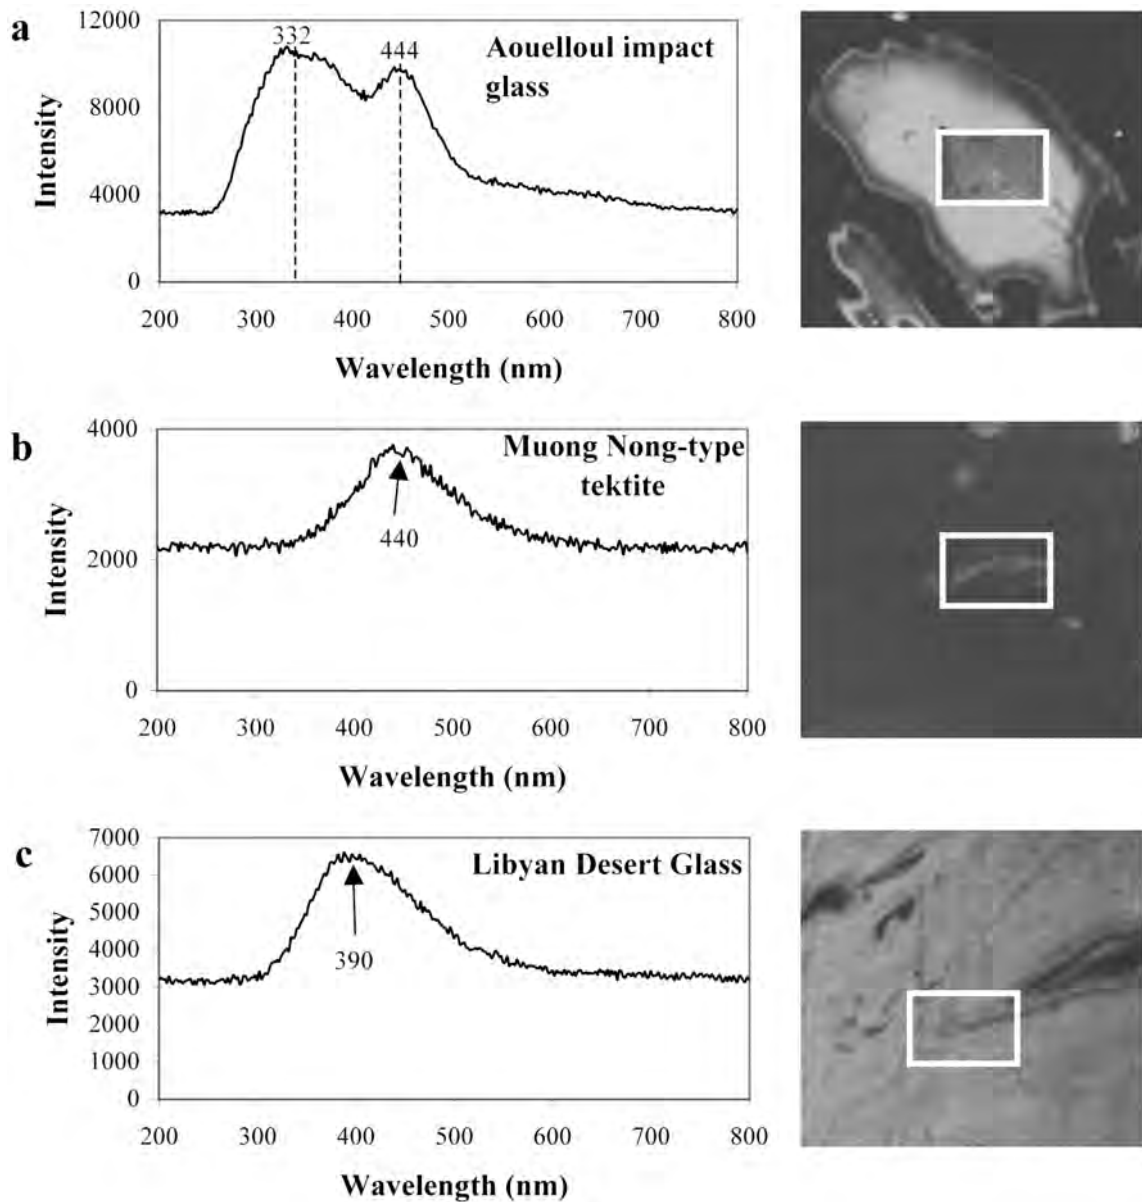 a
12000
8000
4000
0
Intensity
332
444
Aouelloul impact
glass
200 300 400 500 600 700 800
Wavelength (nm)
b
4000
2000
0
Intensity
440
Muong Nong-type
tektite
200 300 400 500 600 700 800
Wavelength (nm)
c
7000
6000
5000
4000
3000
2000
1000
0
Intensity
390
Libyan Desert Glass
200 300 400 500 600 700 800
Wavelength (nm)